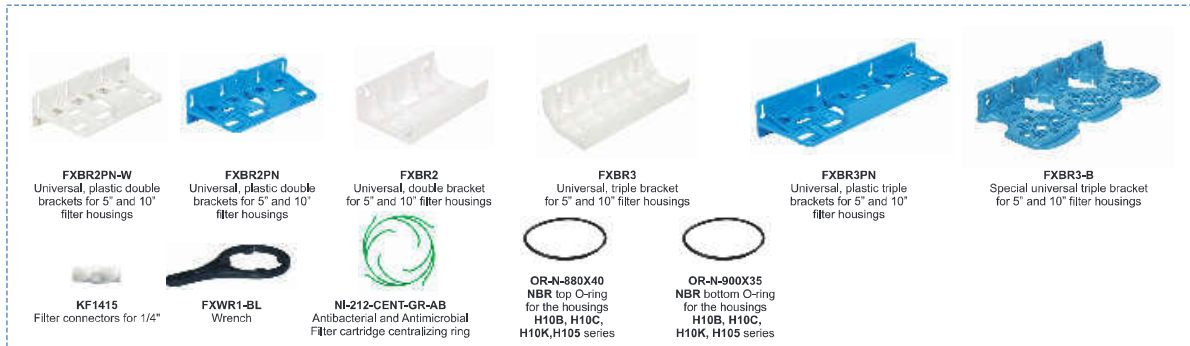 FXBR2PN-W
Universal, plastic double
brackets for 5” and 10”
filter housings
FXBR2PN
Universal, plastic double
brackets for 5” and 10”
filter housings
FXBR2
Universal, double bracket
for 5” and 10” filter housings
FXBR3
Universal, triple bracket
for 5” and 10” filter housings
FXBR3PN
Universal, plastic triple
brackets for 5” and 10”
filter housings
FXBR3-B
Special universal triple bracket
for 5” and 10” filter housings
KF1415
Filter connectors for 1/4"
FXWR1-BL
Wrench
NI-212-CENT-GR-AB
Antibacterial and Antimicrobial
Filter cartridge centralizing ring
OR-N-880X40
NBR top O-ring
for the housings
H10B, H10C,
H10K,H105 series
OR-N-900X35
NBR bottom O-ring
for the housings
H10B, H10C,
H10K, H105 series